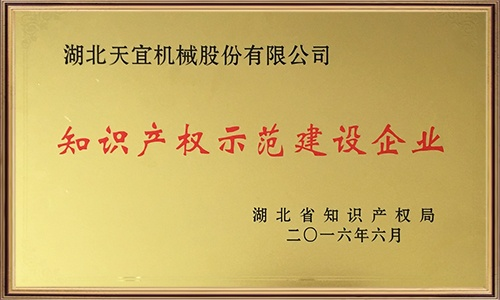 湖北天宜机械股份有限公司
知识产权示范建设企业
湖北省知识产权局
二〇一六年六月